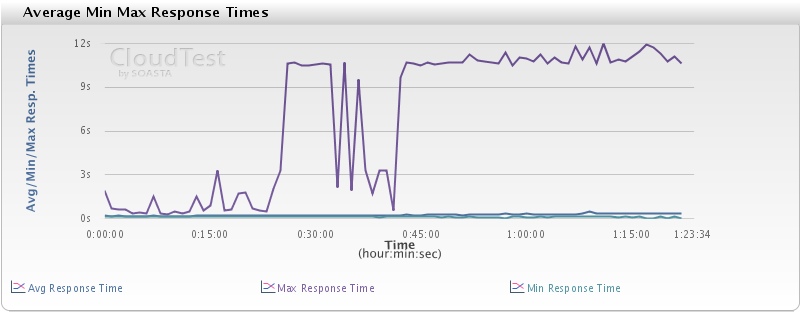 Average Min Max Response Times
CloudTest
by SOASTA
Avg/Min/Max Resp. Times
12s
9s
6s
3s
0s
0:00:00 0:15:00 0:30:00 0:45:00 1:00:00 1:15:00 1:23:34
Time
(hour:min:sec)
Avg Response Time Max Response Time Min Response Time